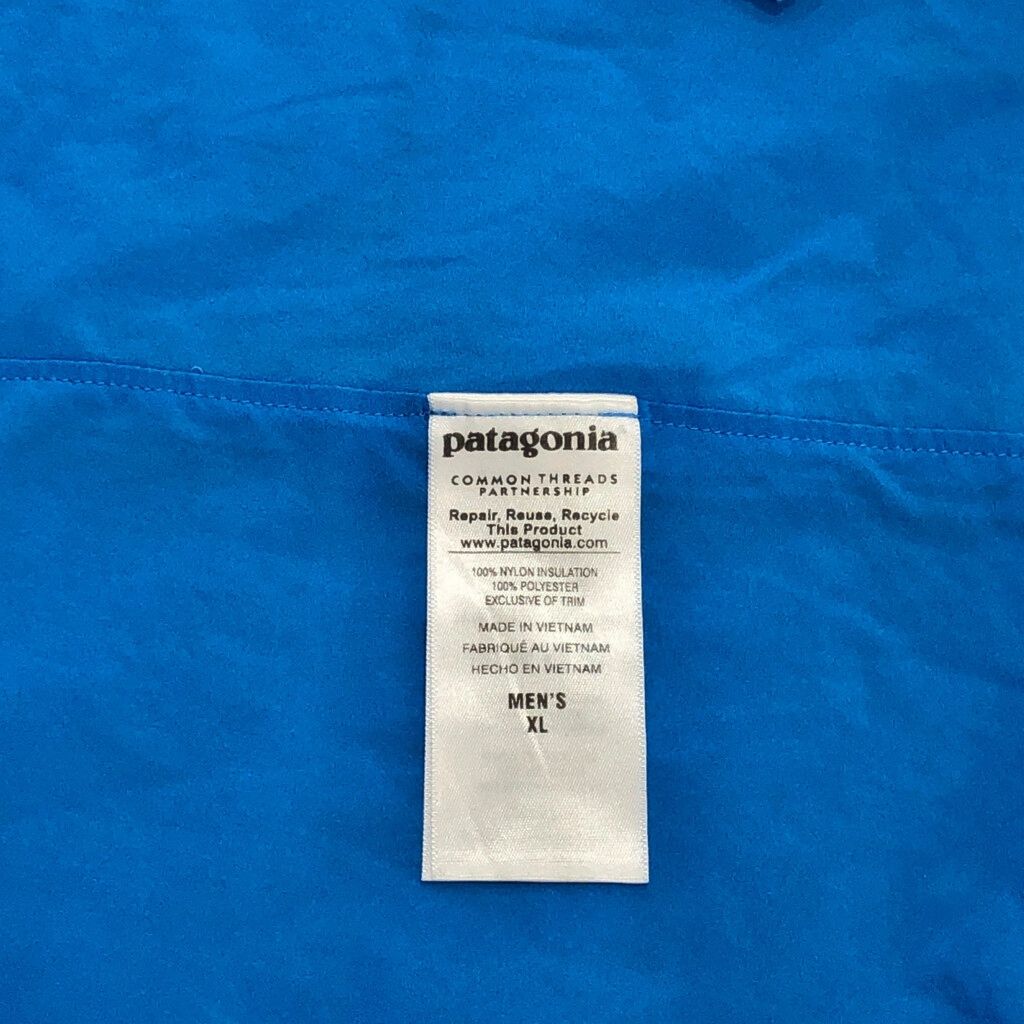 patagonia
COMMON THREADS
PARTNERSHIP
Repair, Reuse, Recycle
This Product
www.patagonia.com
100% NYLON INSULATION
100% POLYESTER
EXCLUSIVE OF TRIM
MADE IN VIETNAM
FABRIQUÉ AU VIETNAM
HECHO EN VIETNAM
MEN'S
XL